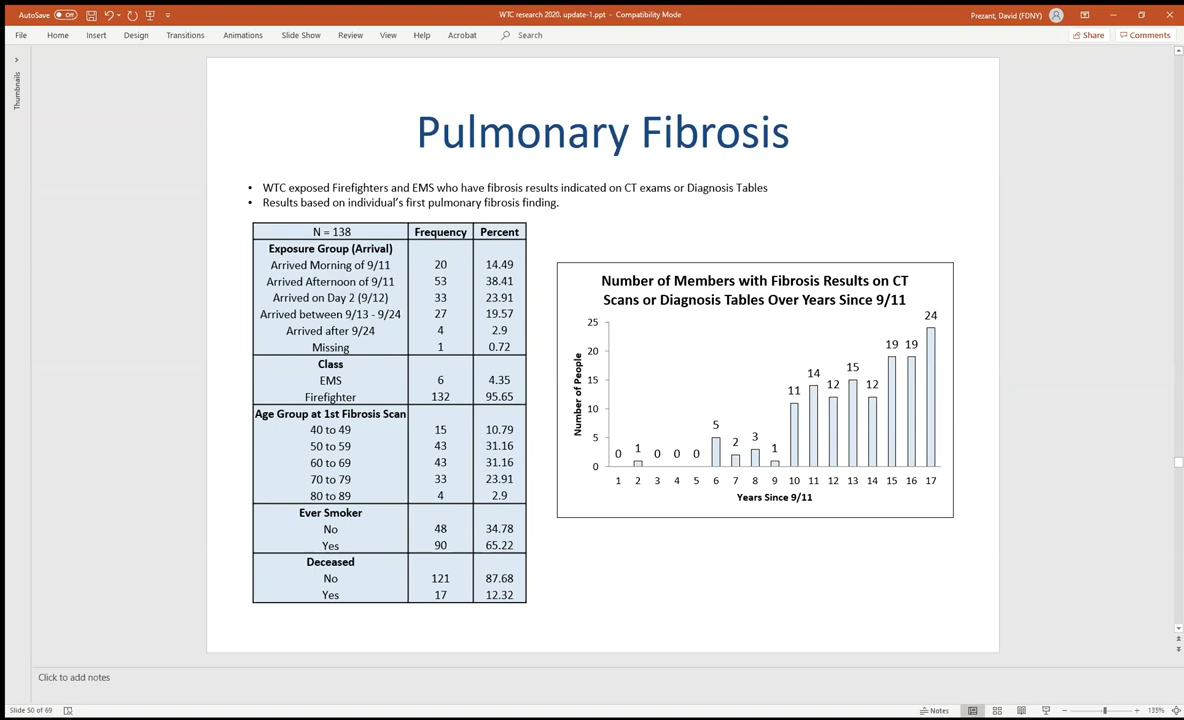 AutoSave Off
WTC research 2020. update-1.ppt - Compatibility Mode
Prezant, David (FDNY)
File Home Insert Design Transitions Animations Slide Show Review View Help Acrobat Search
Share Comments
Thumbnails
Pulmonary Fibrosis
• WTC exposed Firefighters and EMS who have fibrosis results indicated on CT exams or Diagnosis Tables
• Results based on individual's first pulmonary fibrosis finding.
N = 138 Frequency Percent
Exposure Group (Arrival)
Arrived Morning of 9/11 20 14.49
Arrived Afternoon of 9/11 53 38.41
Arrived on Day 2 (9/12) 33 23.91
Arrived between 9/13 - 9/24 27 19.57
Arrived after 9/24 4 2.9
Missing 1 0.72
Class
EMS 6 4.35
Firefighter 132 95.65
Age Group at 1st Fibrosis Scan
40 to 49 15 10.79
50 to 59 43 31.16
60 to 69 43 31.16
70 to 79 33 23.91
80 to 89 4 2.9
Ever Smoker
No 48 34.78
Yes 90 65.22
Deceased
No 121 87.68
Yes 17 12.32
Number of Members with Fibrosis Results on CT
Scans or Diagnosis Tables Over Years Since 9/11
Number of People
25
20
15
10
5
0
0 1 0 0 0 5 2 3 1 11 14 12 15 12 19 19 24
1 2 3 4 5 6 7 8 9 10 11 12 13 14 15 16 17
Years Since 9/11
Click to add notes
Slide 50 of 69
Notes
135%